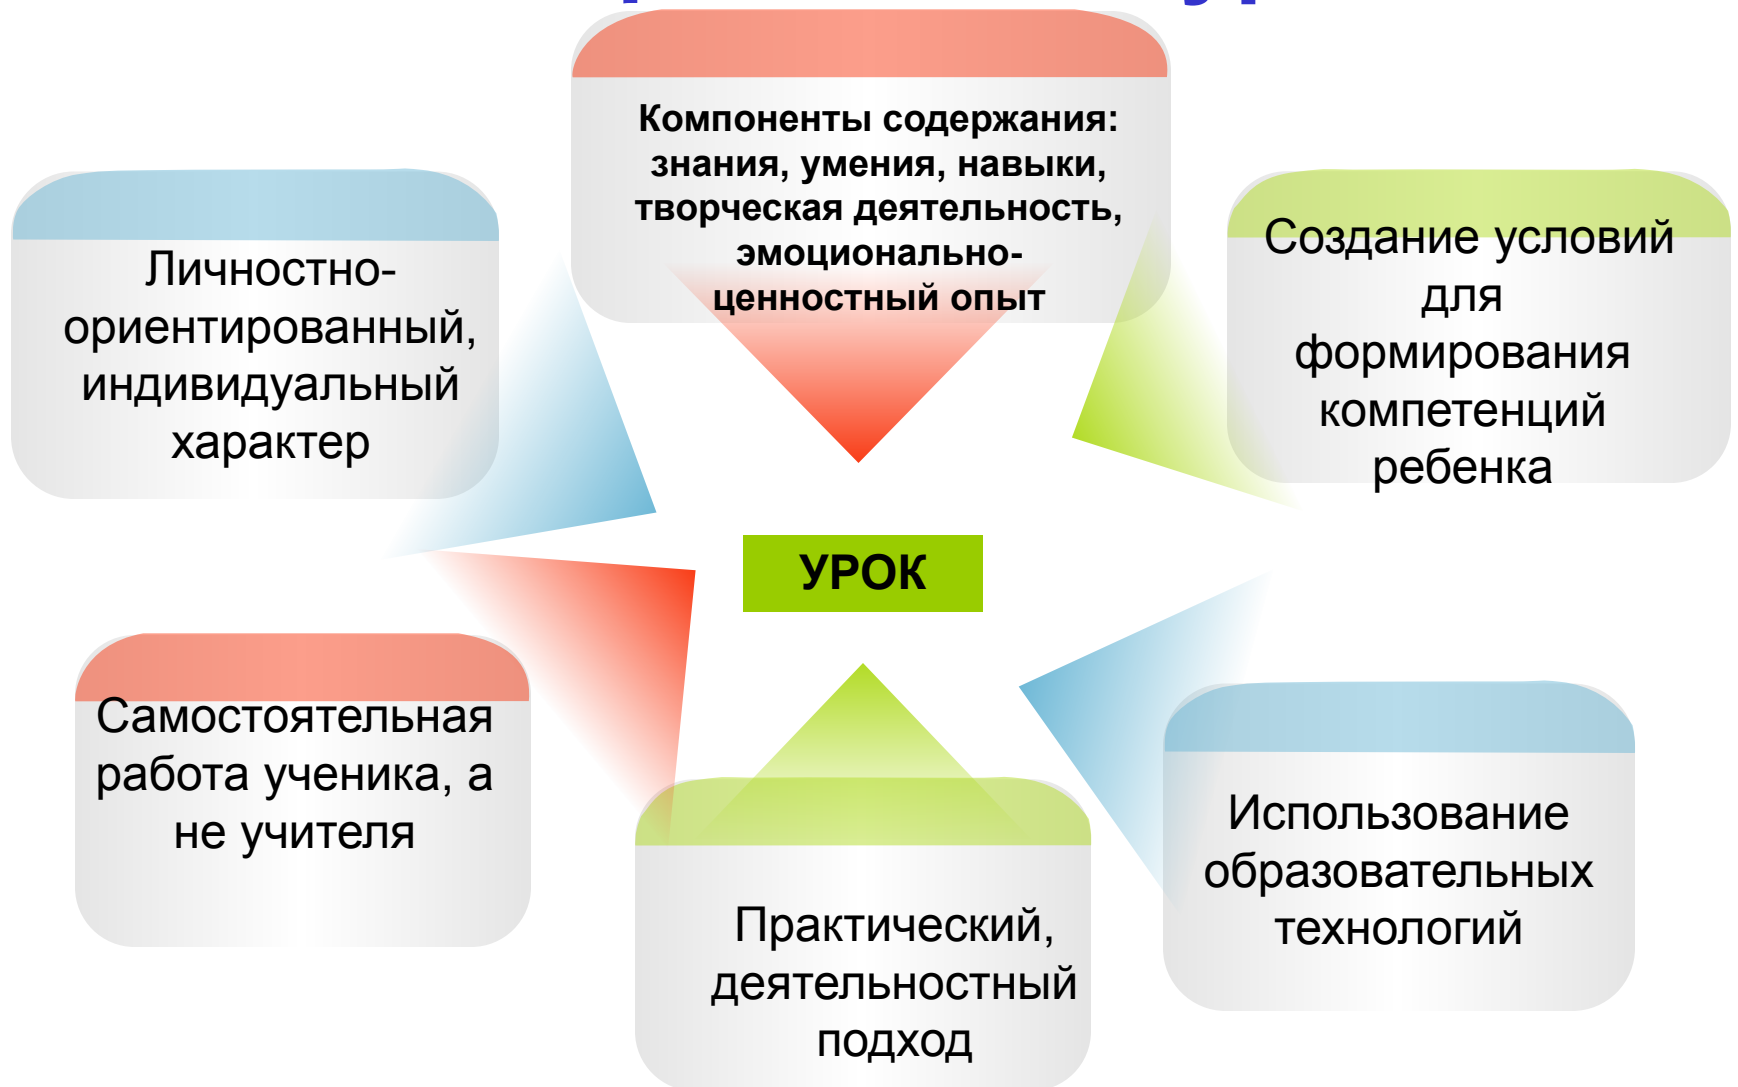 Компоненты содержания:
знания, умения, навыки,
творческая деятельность,
эмоционально-
ценностный опыт
Личностно-
ориентированный,
индивидуальный
характер
Создание условий
для
формирования
компетенций
ребенка
УРОК
Самостоятельная
работа ученика, а
не учителя
Практический,
деятельностный
подход
Использование
образовательных
технологий